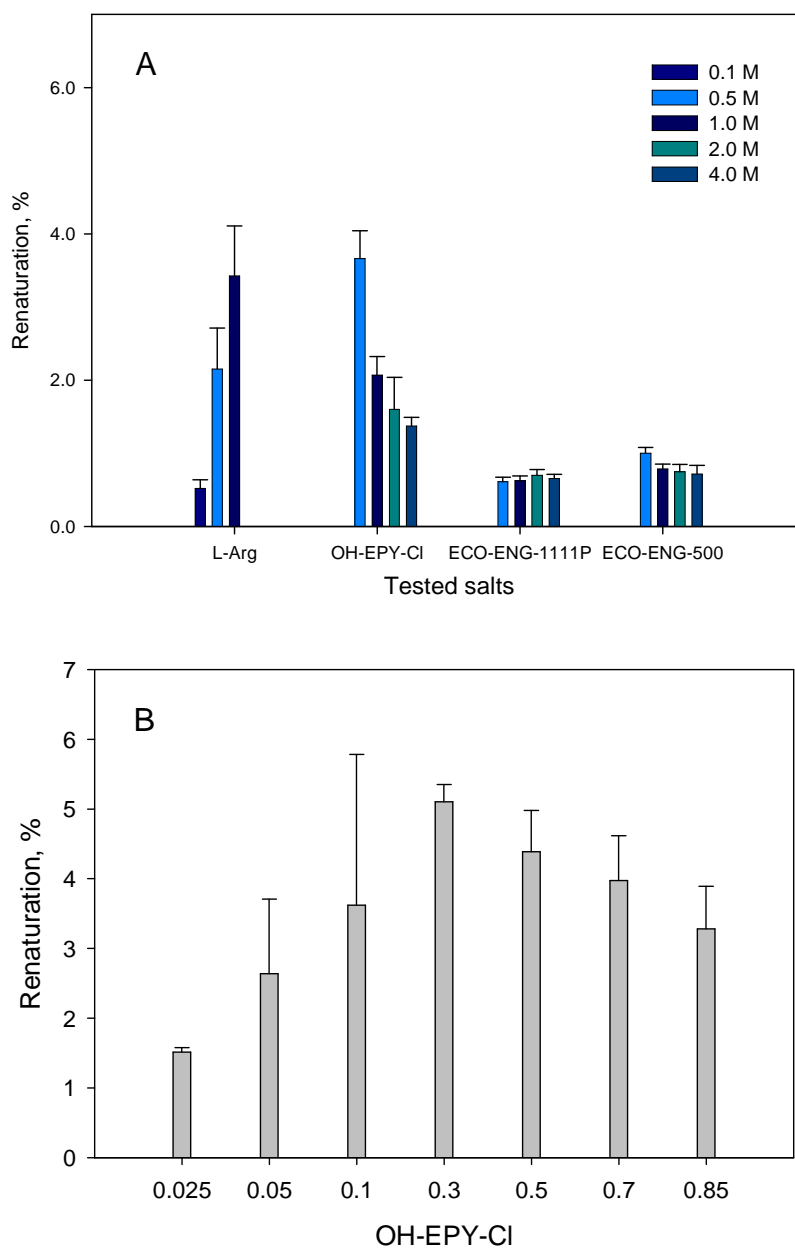 A
0.1 M
0.5 M
1.0 M
2.0 M
4.0 M
Renaturation, %
6.0
4.0
2.0
0.0
L-Arg OH-EPY-Cl ECO-ENG-1111P ECO-ENG-500
Tested salts
B
Renaturation, %
7
6
5
4
3
2
1
0
0.025 0.05 0.1 0.3 0.5 0.7 0.85
OH-EPY-Cl